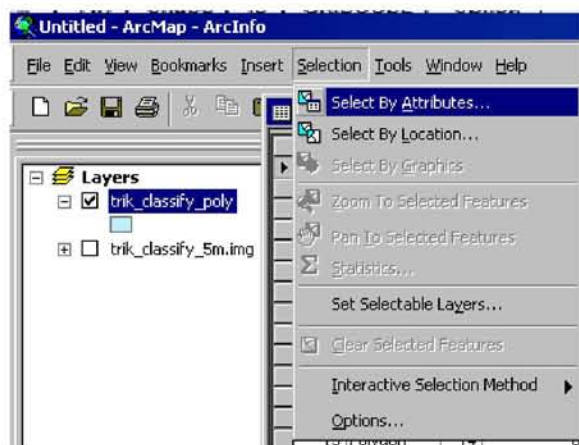 Untitled - ArcMap - ArcInfo
File Edit View Bookmarks Insert Selection Tools Window Help
Select By Attributes...
Select By Location...
Select By Graphics
Zoom To Selected Features
Pan To Selected Features
Statistics...
Set Selectable Layers...
Clear Selected Features
Interactive Selection Method
Options...
Layers
trik_classify_poly
trik_classify_5m.img